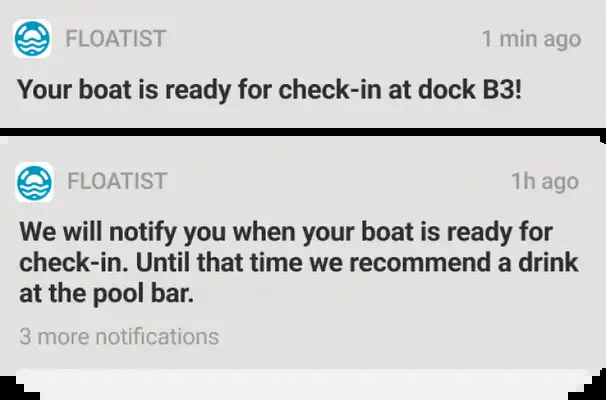 FLOATIST 1 min ago
Your boat is ready for check-in at dock B3!
FLOATIST 1h ago
We will notify you when your boat is ready for
check-in. Until that time we recommend a drink
at the pool bar.
3 more notifications